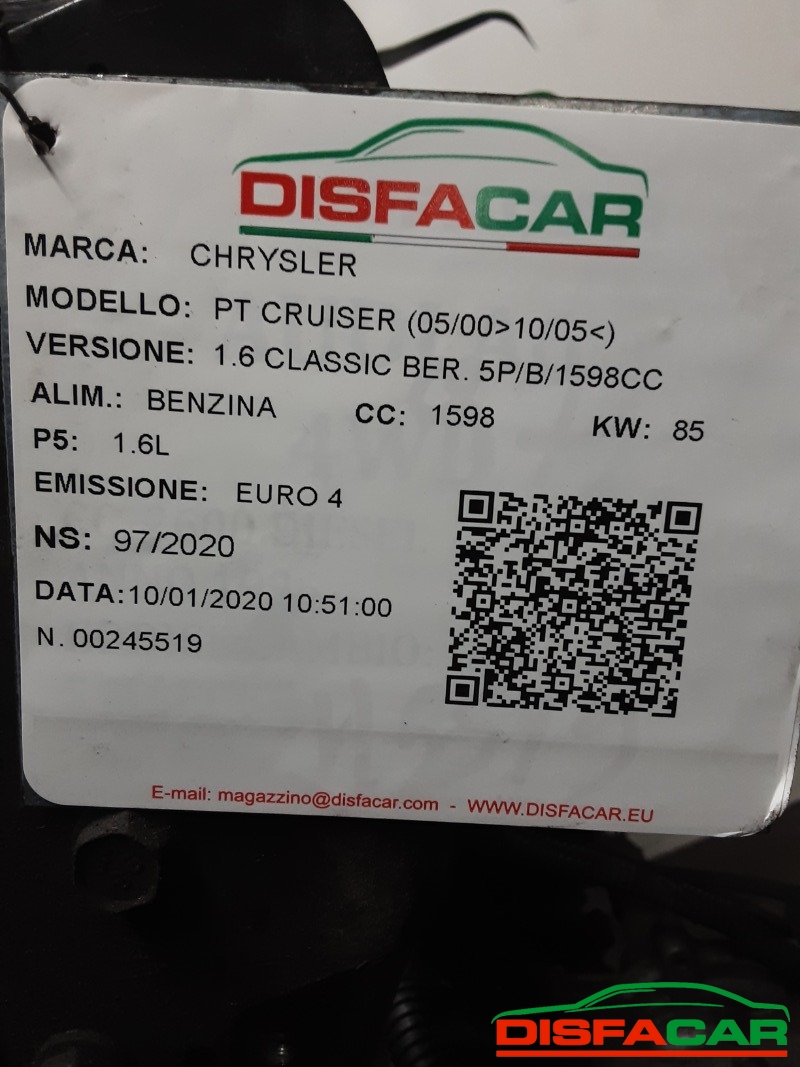 DISFACAR
MARCA: CHRYSLER
MODELLO: PT CRUISER (05/00>10/05<)
VERSIONE: 1.6 CLASSIC BER. 5P/B/1598CC
ALIM.: BENZINA CC: 1598 KW: 85
P5: 1.6L
EMISSIONE: EURO 4
NS: 97/2020
DATA:10/01/2020 10:51:00
N. 00245519
E-mail: magazzino@disfacar.com - WWW.DISFACAR.EU
DISFACAR